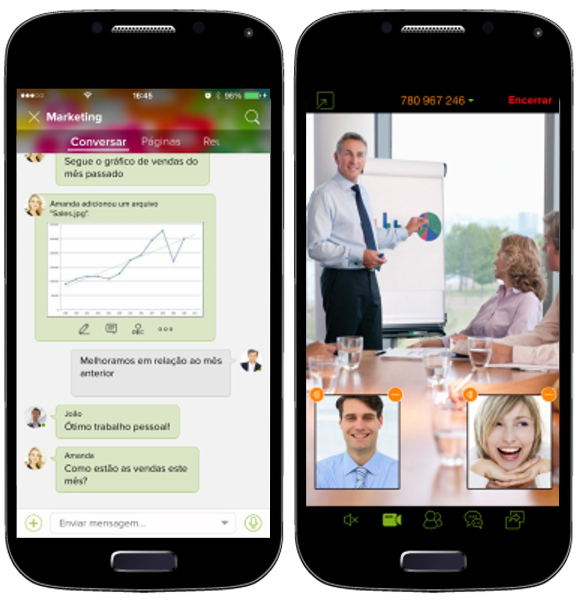 16:45
96%
Marketing
Conversar Páginas Reu
Segue o gráfico de vendas do
mês passado
Amanda adicionou um arquivo
"Sales.jpg".
Melhoramos em relação ao mês
anterior
João
Ótimo trabalho pessoal!
Amanda
Como estão as vendas este
mês?
Enviar mensagem...
780 967 246
Encerrar